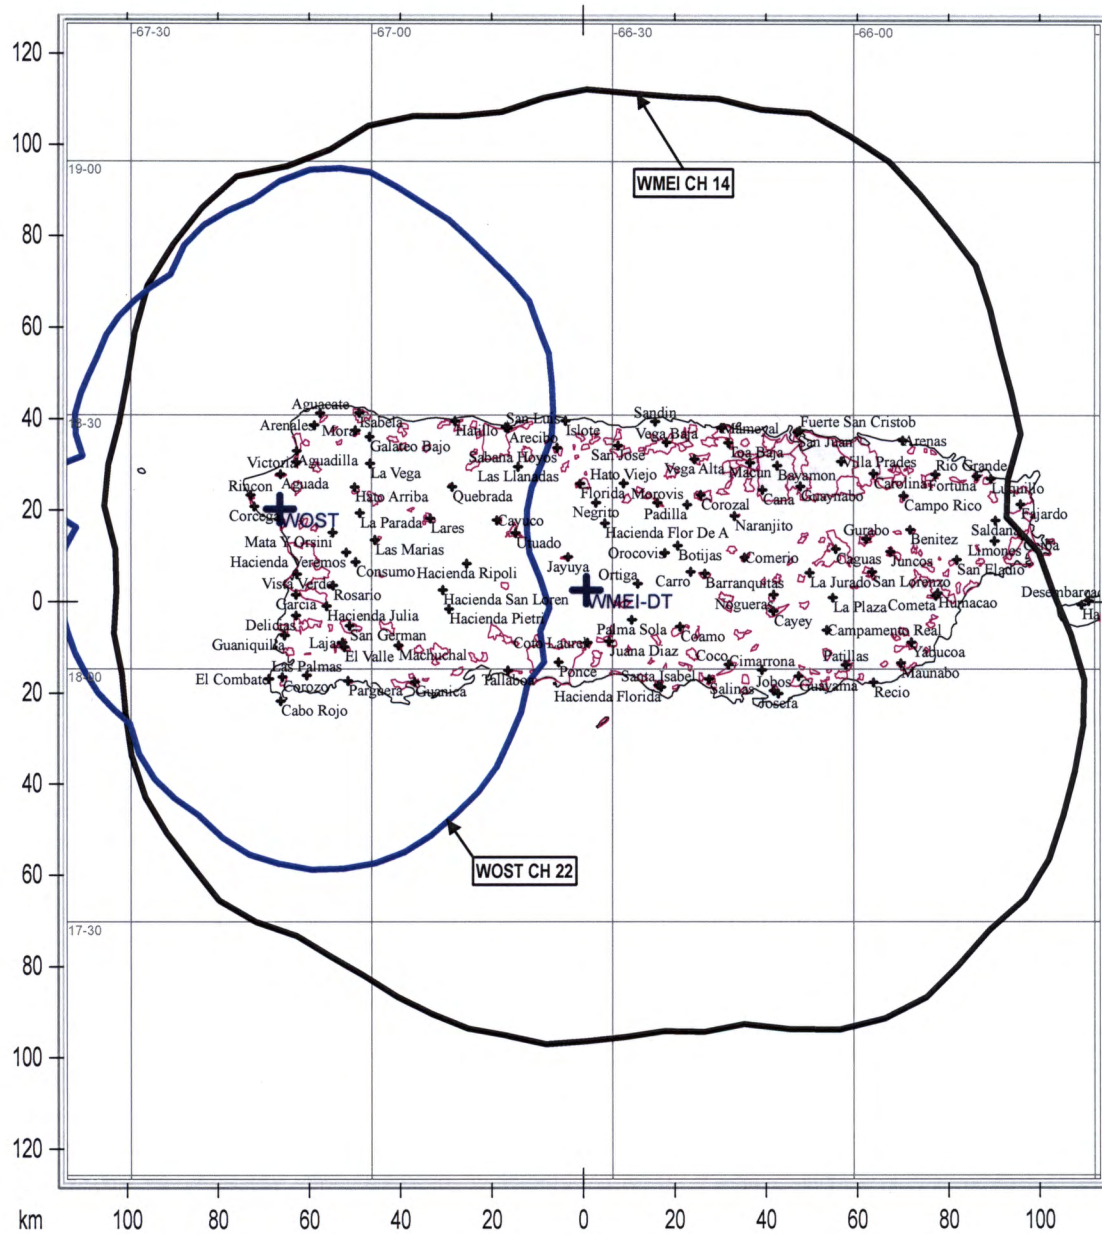 -67-30
-67-00
-66-30
-66-00
120
100
80
60
40
20
0
20
40
60
80
100
120
19-00
18-30
18-00
17-30
WMEI CH 14
WOST CH 22
WOST
WMEI-DT
Aguacate
Isabela
Arenales
Mora
Hatillo
San Luis
Arecibo
Islote
Sandin
Vega Baja
Fuerte San Cristob
San Juan
Arenas
Galateo Bajo
Sabana Hoyos
San Jose
Toa Baja
Victoria
Aguadilla
La Vega
Las Llanadas
Hato Viejo
Vega Alta
Macun
Bayamon
Villa Prades
Rio Grande
Aguada
Florida
Morovis
Cana
Guaynabo
Carolina
Fortuna
Luquillo
Rincon
Hato Arriba
Quebrada
Negrito
Padilla
Corozal
Campo Rico
Fajardo
Corcega
La Parada
Lares
Cayuco
Hacienda Flor De A
Naranjito
Saldana
Mata Y Orsini
Las Marias
Utuado
Orocovis
Botijas
Comerio
Gurabo
Benitez
Limones
Hacienda Veremos
Consumo
Hacienda Ripoli
Jayuya
Caguas
Juncos
San Eladio
Vista Verde
Rosario
Ortiga
Carro
Barranquitas
La Jurado
San Lorenzo
Desembarcad
Garcia
Hacienda Julia
Hacienda San Loren
Nogueras
La Plaza
Cometa
Humacao
Ha
Delicias
San German
Hacienda Pietri
Palma Sola
Coamo
Cayey
Campamento Real
Guaniquilla
Lajas
El Valle
Machuchal
Coto Laurel
Juana Diaz
Coco
Cimarrona
Patillas
Yabucoa
Las Palmas
Ponce
Maunabo
El Combate
Corozo
Parguera
Guanica
Tallaboa
Santa Isabel
Salinas
Jobos
Guayama
Recio
Cabo Rojo
Hacienda Florida
Josefa
km
100
80
60
40
20
0
20
40
60
80
100